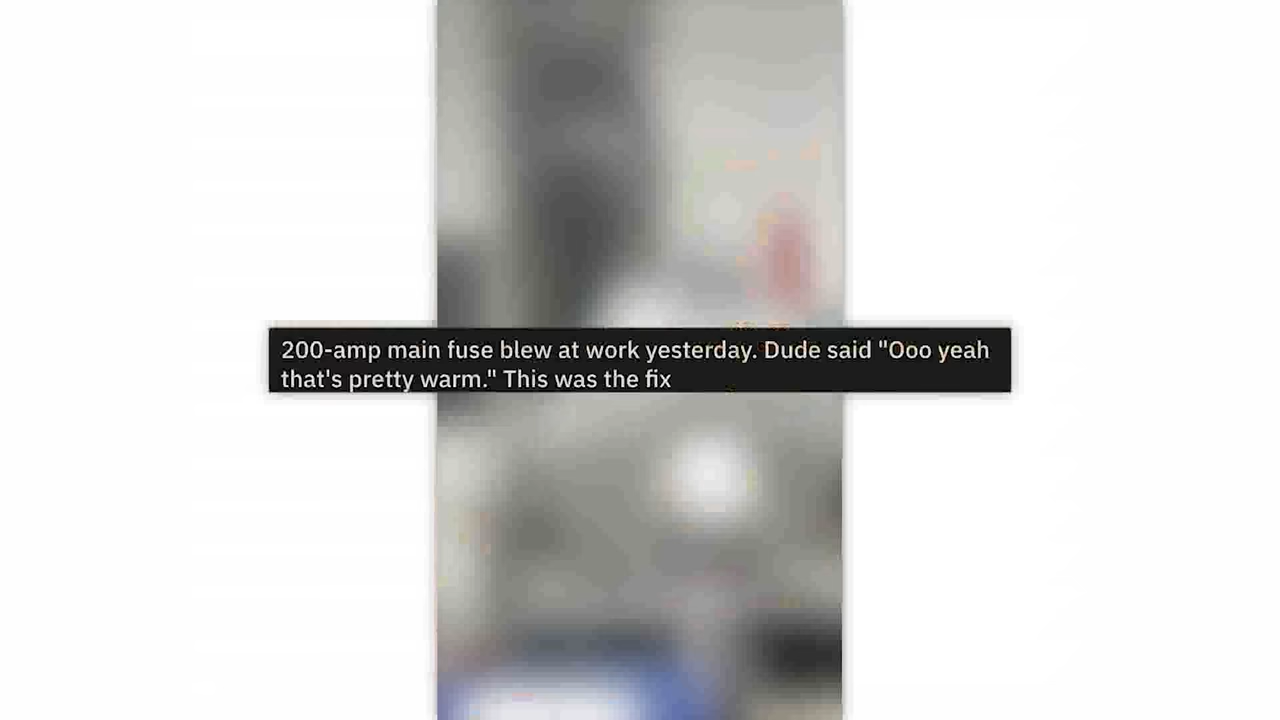 200-amp main fuse blew at work yesterday. Dude said "Ooo yeah
that's pretty warm." This was the fix